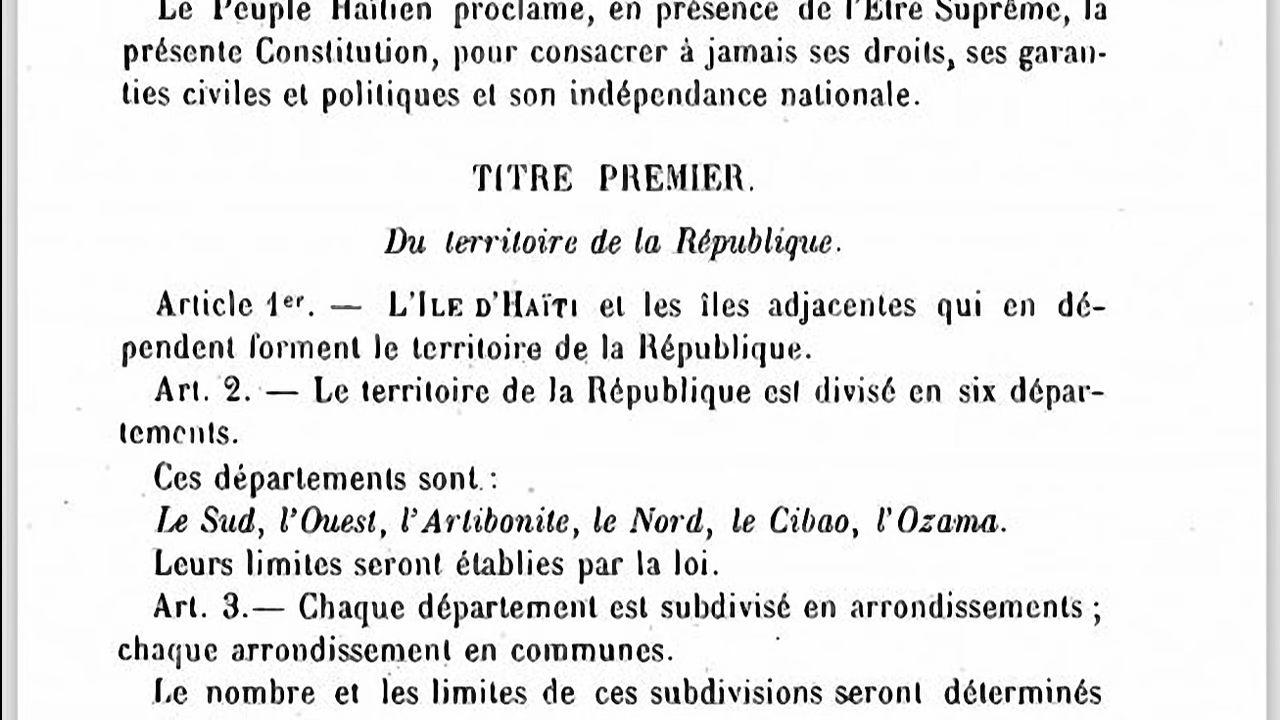 Le Peuple Haïtien proclame, en présence de l'Etre Suprême, la
présente Constitution, pour consacrer à jamais ses droits, ses garan-
ties civiles et politiques et son indépendance nationale.
TITRE PREMIER.
Du territoire de la République.
Article 1er. — L'ILE D'HAÏTI et les îles adjacentes qui en dé-
pendent forment le territoire de la République.
Art. 2. — Le territoire de la République est divisé en six dépar-
tements.
Ces départements sont :
Le Sud, l'Ouest, l'Artibonite, le Nord, le Cibao, l'Ozama.
Leurs limites seront établies par la loi.
Art. 3.— Chaque département est subdivisé en arrondissements ;
chaque arrondissement en communes.
Le nombre et les limites de ces subdivisions seront déterminés